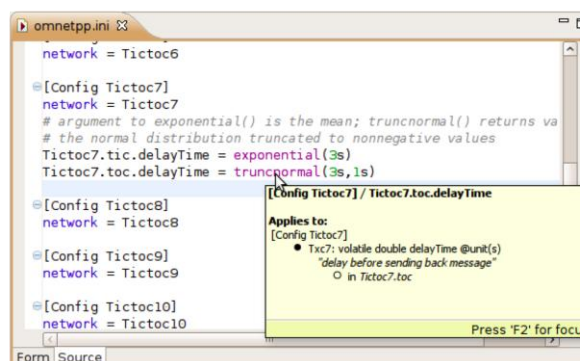 omnetpp.ini
network = Tictoc6
[Config Tictoc7]
network = Tictoc7
# argument to exponential() is the mean; truncnormal() returns va
# the normal distribution truncated to nonnegative values
Tictoc7.tic.delayTime = exponential(3s)
Tictoc7.toc.delayTime = truncnormal(3s,1s)
[Config Tictoc7] / Tictoc7.toc.delayTime
Applies to:
[Config Tictoc7]
Txc7: volatile double delayTime @unit(s)
"delay before sending back message"
in Tictoc7.toc
Press 'F2' for focu
[Config Tictoc8]
network = Tictoc8
[Config Tictoc9]
network = Tictoc9
[Config Tictoc10]
network = Tictoc10
Form Source